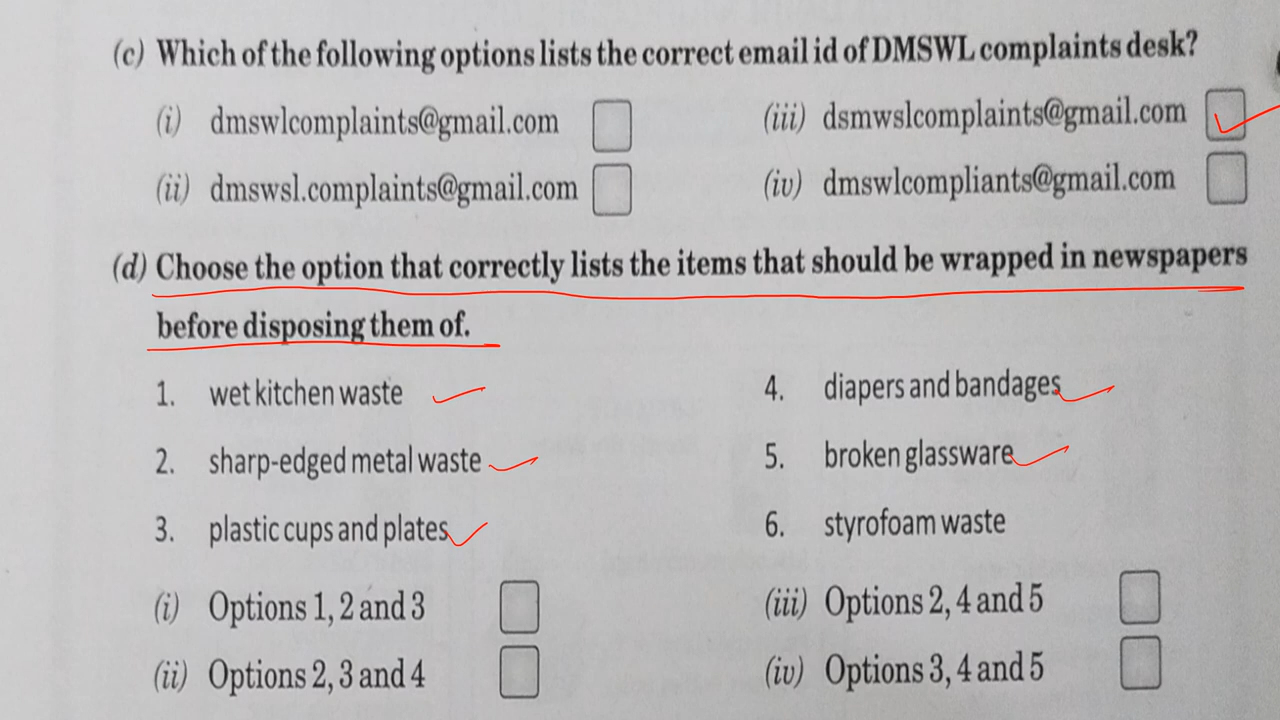 (c) Which of the following options lists the correct email id of DMSWL complaints desk?
(i) dmswlcomplaints@gmail.com
(iii) dsmwslcomplaints@gmail.com
(ii) dmswsl.complaints@gmail.com
(iv) dmswlcompliants@gmail.com
(d) Choose the option that correctly lists the items that should be wrapped in newspapers
before disposing them of.
1. wet kitchen waste
4. diapers and bandages
2. sharp-edged metal waste
5. broken glassware
3. plastic cups and plates
6. styrofoam waste
(i) Options 1, 2 and 3
(iii) Options 2, 4 and 5
(ii) Options 2, 3 and 4
(iv) Options 3, 4 and 5